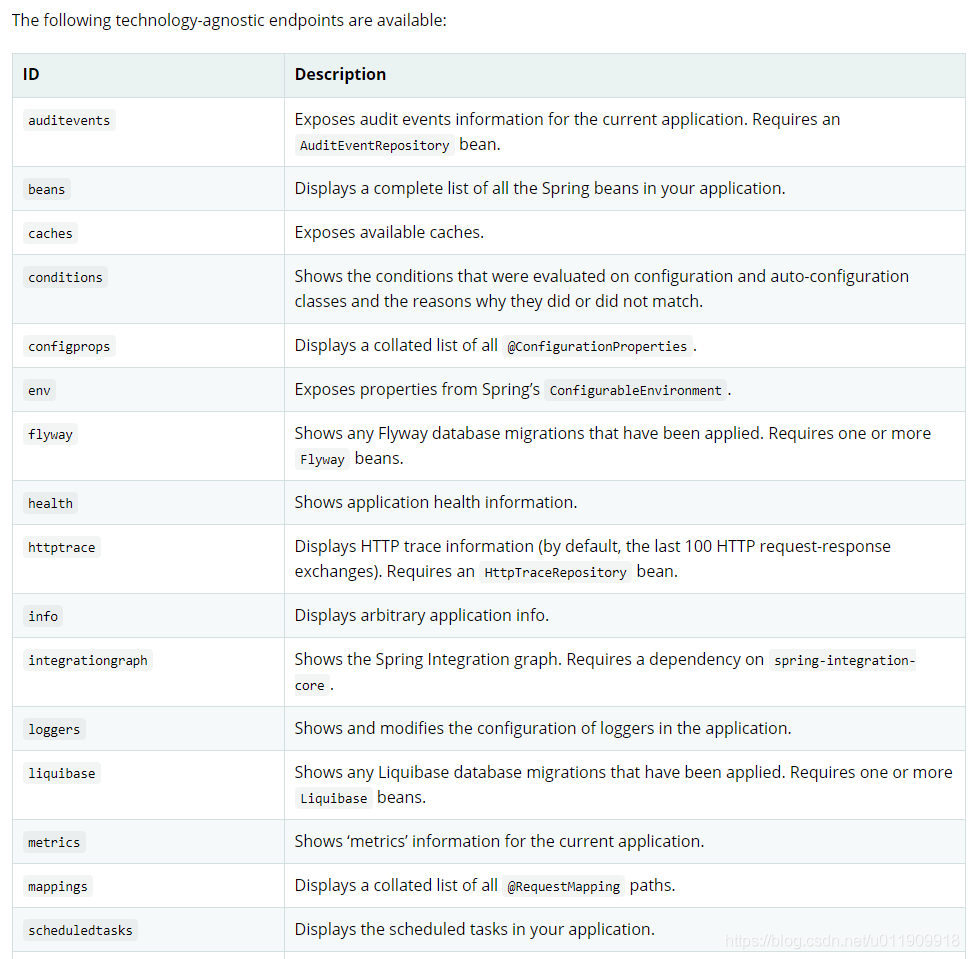 The following technology-agnostic endpoints are available:
ID Description
auditevents Exposes audit events information for the current application. Requires an
AuditEventRepository bean.
beans Displays a complete list of all the Spring beans in your application.
caches Exposes available caches.
conditions Shows the conditions that were evaluated on configuration and auto-configuration
classes and the reasons why they did or did not match.
configprops Displays a collated list of all @ConfigurationProperties .
env Exposes properties from Spring’s ConfigurableEnvironment .
flyway Shows any Flyway database migrations that have been applied. Requires one or more
Flyway beans.
health Shows application health information.
httptrace Displays HTTP trace information (by default, the last 100 HTTP request-response
exchanges). Requires an HttpTraceRepository bean.
info Displays arbitrary application info.
integrationgraph Shows the Spring Integration graph. Requires a dependency on spring-integration-
core .
loggers Shows and modifies the configuration of loggers in the application.
liquibase Shows any Liquibase database migrations that have been applied. Requires one or more
Liquibase beans.
metrics Shows ‘metrics’ information for the current application.
mappings Displays a collated list of all @RequestMapping paths.
scheduledtasks Displays the scheduled tasks in your application.
https://blog.csdn.net/u011909918